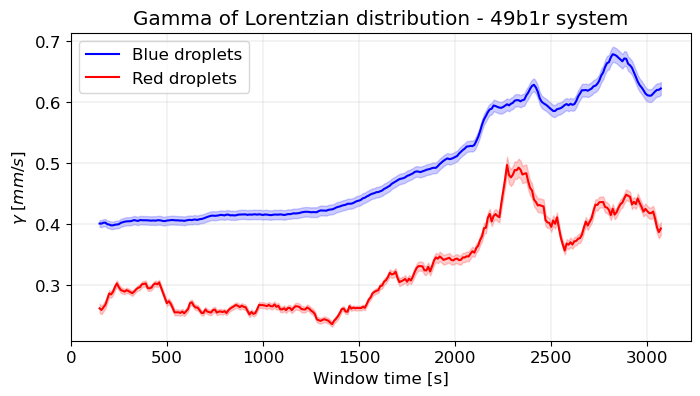 Gamma of Lorentzian distribution - 49b1r system
Blue droplets
Red droplets
γ [mm/s]
0.7
0.6
0.5
0.4
0.3
0
500
1000
1500
2000
2500
3000
Window time [s]